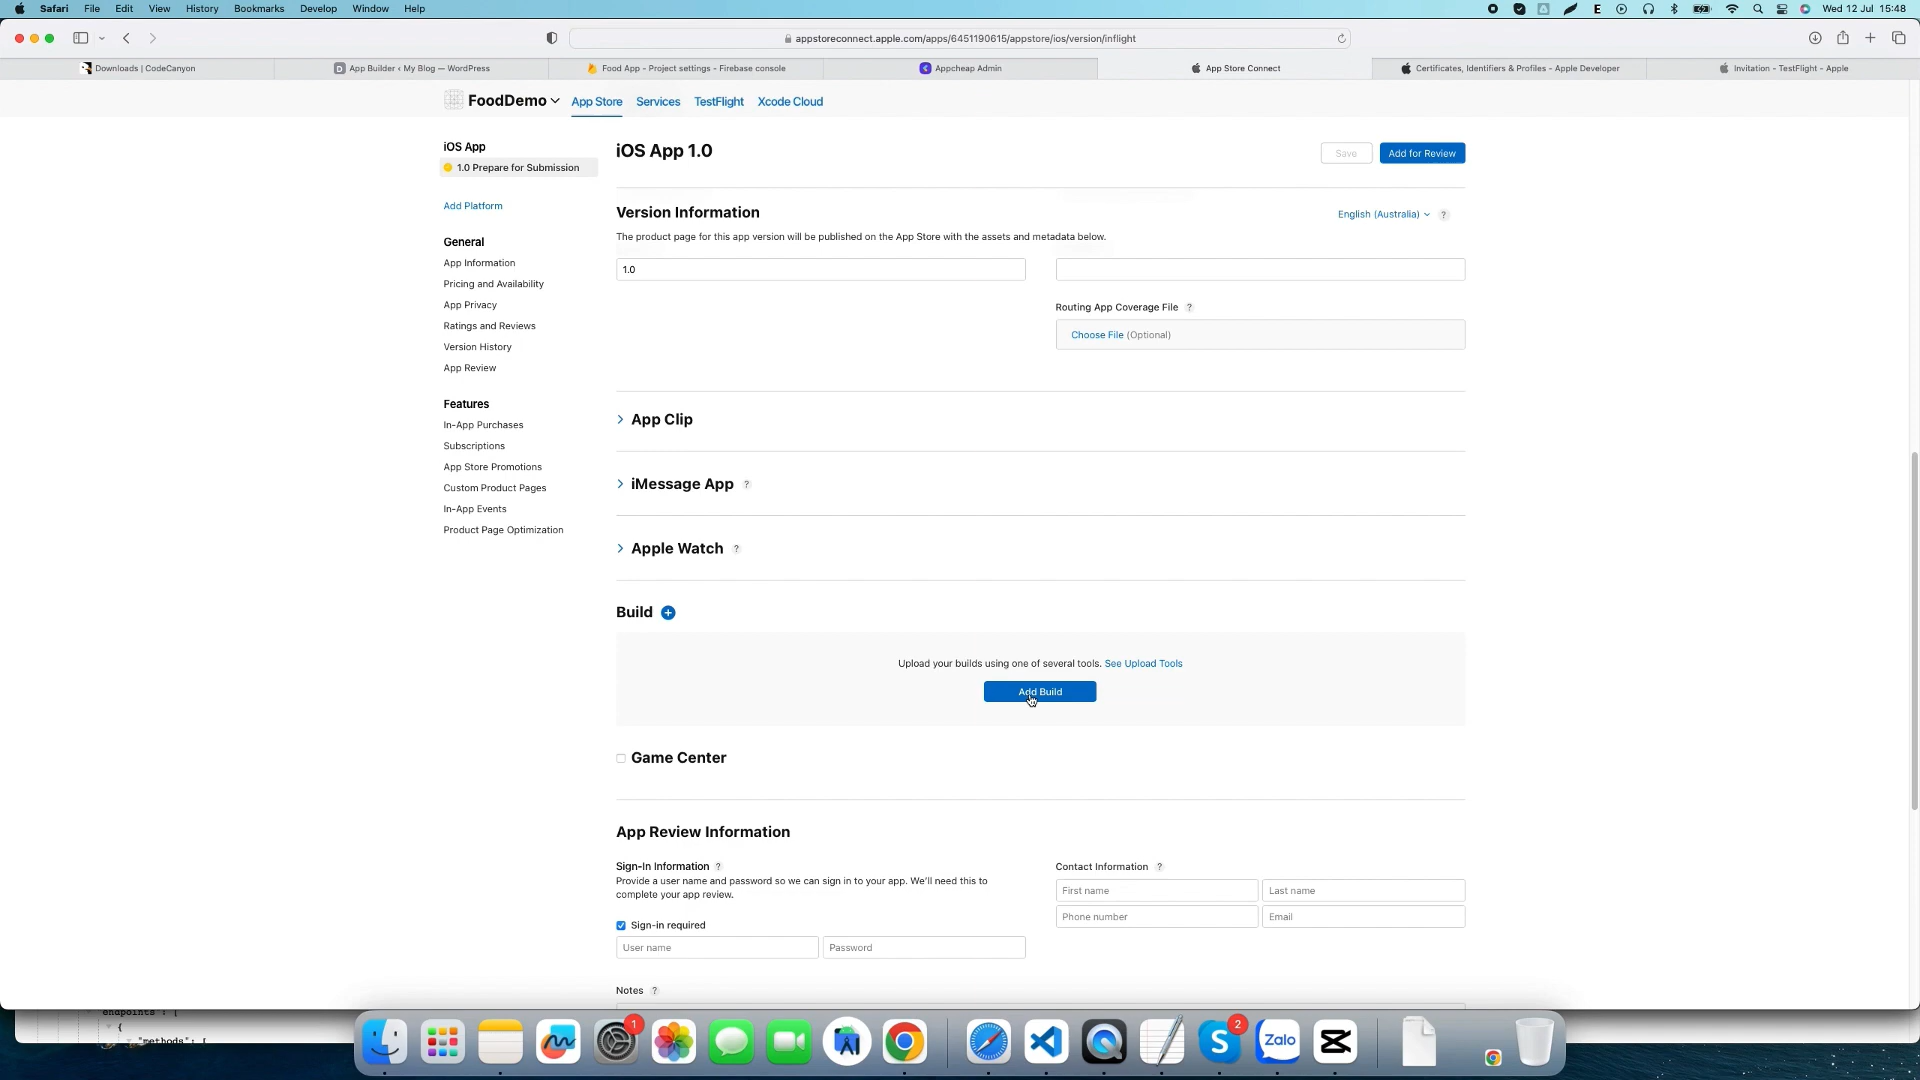 Safari File Edit View History Bookmarks Develop Window Help
E Wed 12 Jul 15:48
appstoreconnect.apple.com/apps/6451190615/appstore/ios/version/inflight
Downloads | CodeCanyon
App Builder ‹ My Blog — WordPress
Food App - Project settings - Firebase console
Appcheap Admin
App Store Connect
Certificates, Identifiers & Profiles - Apple Developer
Invitation - TestFlight - Apple
FoodDemo App Store Services TestFlight Xcode Cloud
iOS App
1.0 Prepare for Submission
Add Platform
General
App Information
Pricing and Availability
App Privacy
Ratings and Reviews
Version History
App Review
Features
In-App Purchases
Subscriptions
App Store Promotions
Custom Product Pages
In-App Events
Product Page Optimization
iOS App 1.0
Save Add for Review
Version Information
English (Australia) ?
The product page for this app version will be published on the App Store with the assets and metadata below.
1.0
Routing App Coverage File ?
Choose File (Optional)
App Clip
iMessage App ?
Apple Watch ?
Build
Upload your builds using one of several tools. See Upload Tools
Add Build
Game Center
App Review Information
Sign-In Information ?
Provide a user name and password so we can sign in to your app. We'll need this to
complete your app review.
Sign-in required
User name Password
Contact Information ?
First name Last name
Phone number Email
Notes ?
endpoints : [
{
"methods": [
1
2
Zalo